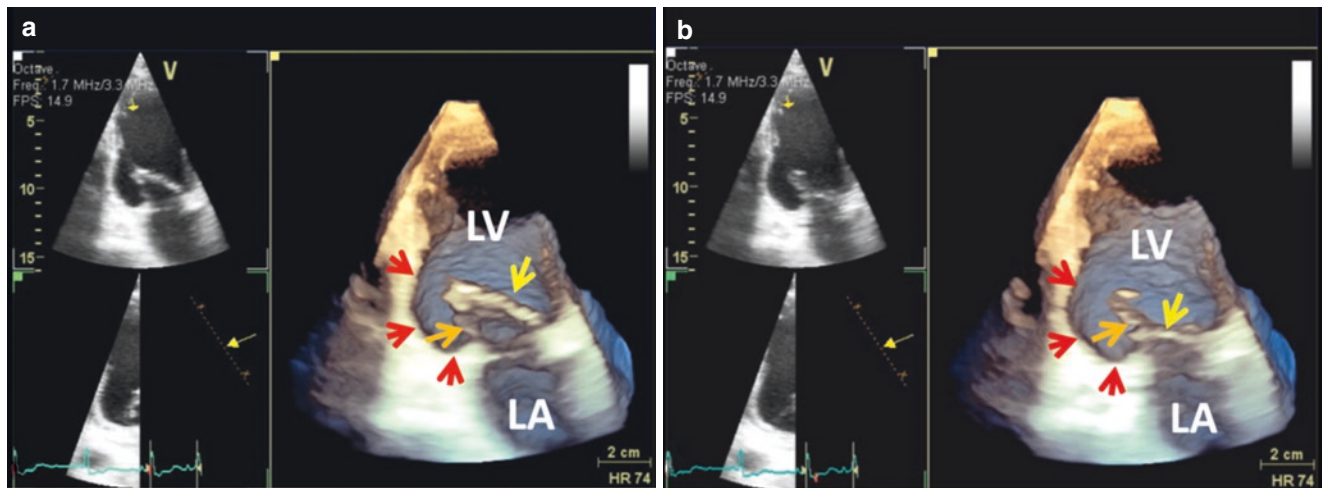 a
V
Octave .
Freq.: 1.7 MHz/3.3 MHz
FPS: 14.9
5
10
15
LV
LA
2 cm
HR 74
b
V
Octave .
Freq.: 1.7 MHz/3.3 MHz
FPS: 14.9
5
10
15
LV
LA
2 cm
HR 74